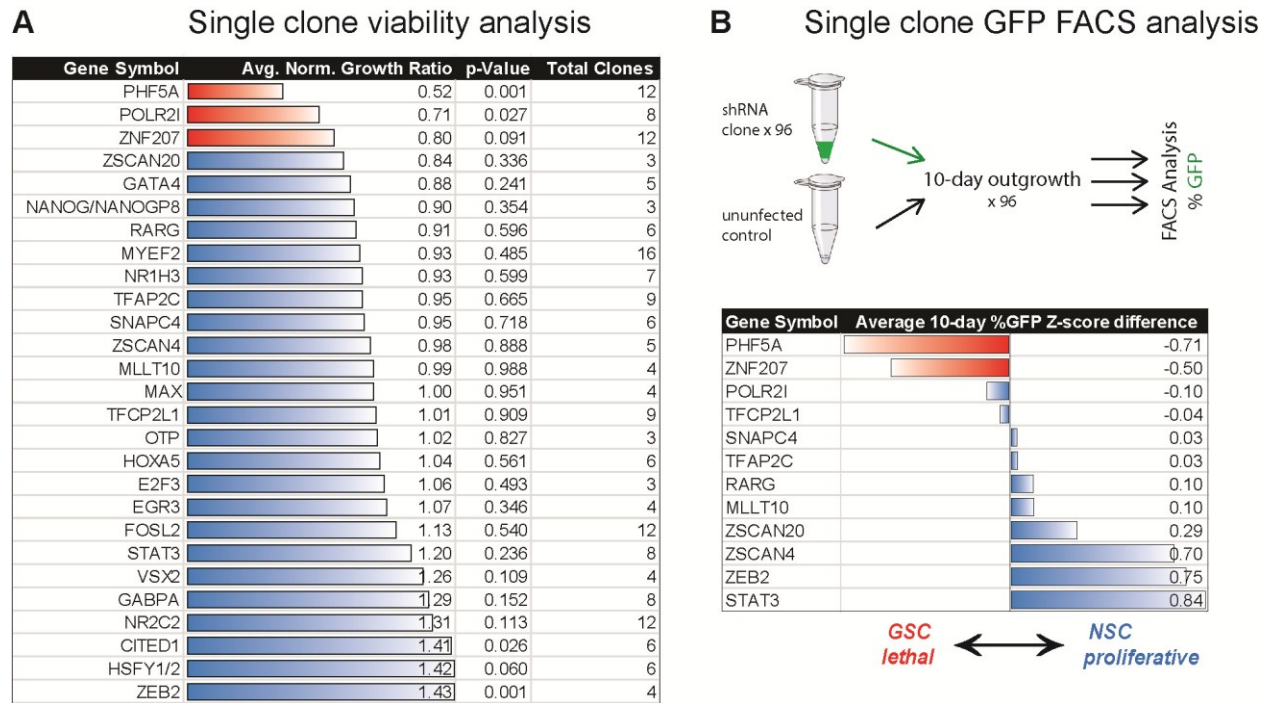 A Single clone viability analysis
Gene Symbol Avg. Norm. Growth Ratio p-Value Total Clones
PHF5A 0.52 0.001 12
POLR2I 0.71 0.027 8
ZNF207 0.80 0.091 12
ZSCAN20 0.84 0.336 3
GATA4 0.88 0.241 5
NANOG/NANOGP8 0.90 0.354 3
RARG 0.91 0.596 6
MYEF2 0.93 0.485 16
NR1H3 0.93 0.599 7
TFAP2C 0.95 0.665 9
SNAPC4 0.95 0.718 6
ZSCAN4 0.98 0.888 5
MLLT10 0.99 0.988 4
MAX 1.00 0.951 4
TFCP2L1 1.01 0.909 9
OTP 1.02 0.827 3
HOXA5 1.04 0.561 6
E2F3 1.06 0.493 3
EGR3 1.07 0.346 4
FOSL2 1.13 0.540 12
STAT3 1.20 0.236 8
VSX2 1.26 0.109 4
GABPA 1.29 0.152 8
NR2C2 1.31 0.113 12
CITED1 1.41 0.026 6
HSFY1/2 1.42 0.060 6
ZEB2 1.43 0.001 4
B Single clone GFP FACS analysis
shRNA
clone x 96
ununfected
control
10-day outgrowth
x 96
FACS Analysis
% GFP
Gene Symbol Average 10-day %GFP Z-score difference
PHF5A -0.71
ZNF207 -0.50
POLR2I -0.10
TFCP2L1 -0.04
SNAPC4 0.03
TFAP2C 0.03
RARG 0.10
MLLT10 0.10
ZSCAN20 0.29
ZSCAN4 0.70
ZEB2 0.75
STAT3 0.84
GSC
lethal
NSC
proliferative